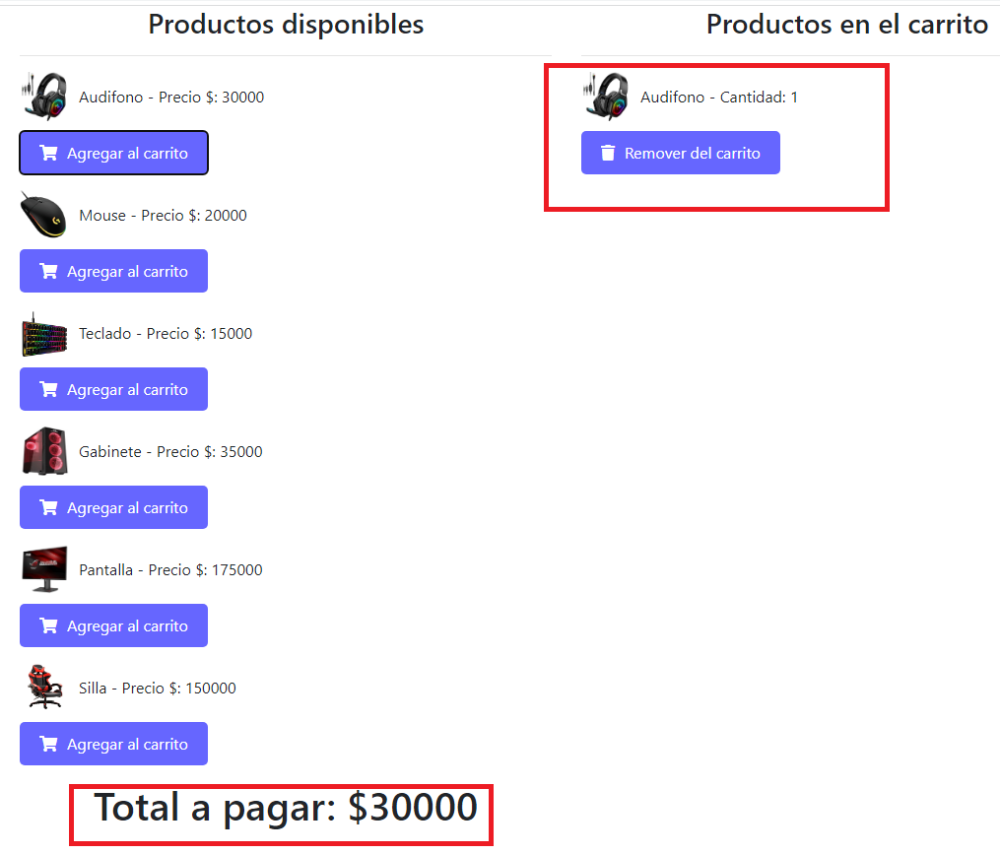 Productos disponibles
Audifono - Precio $: 30000
Agregar al carrito
Mouse - Precio $: 20000
Agregar al carrito
Teclado - Precio $: 15000
Agregar al carrito
Gabinete - Precio $: 35000
Agregar al carrito
Pantalla - Precio $: 175000
Agregar al carrito
Silla - Precio $: 150000
Agregar al carrito
Total a pagar: $30000
Productos en el carrito
Audifono - Cantidad: 1
Remover del carrito